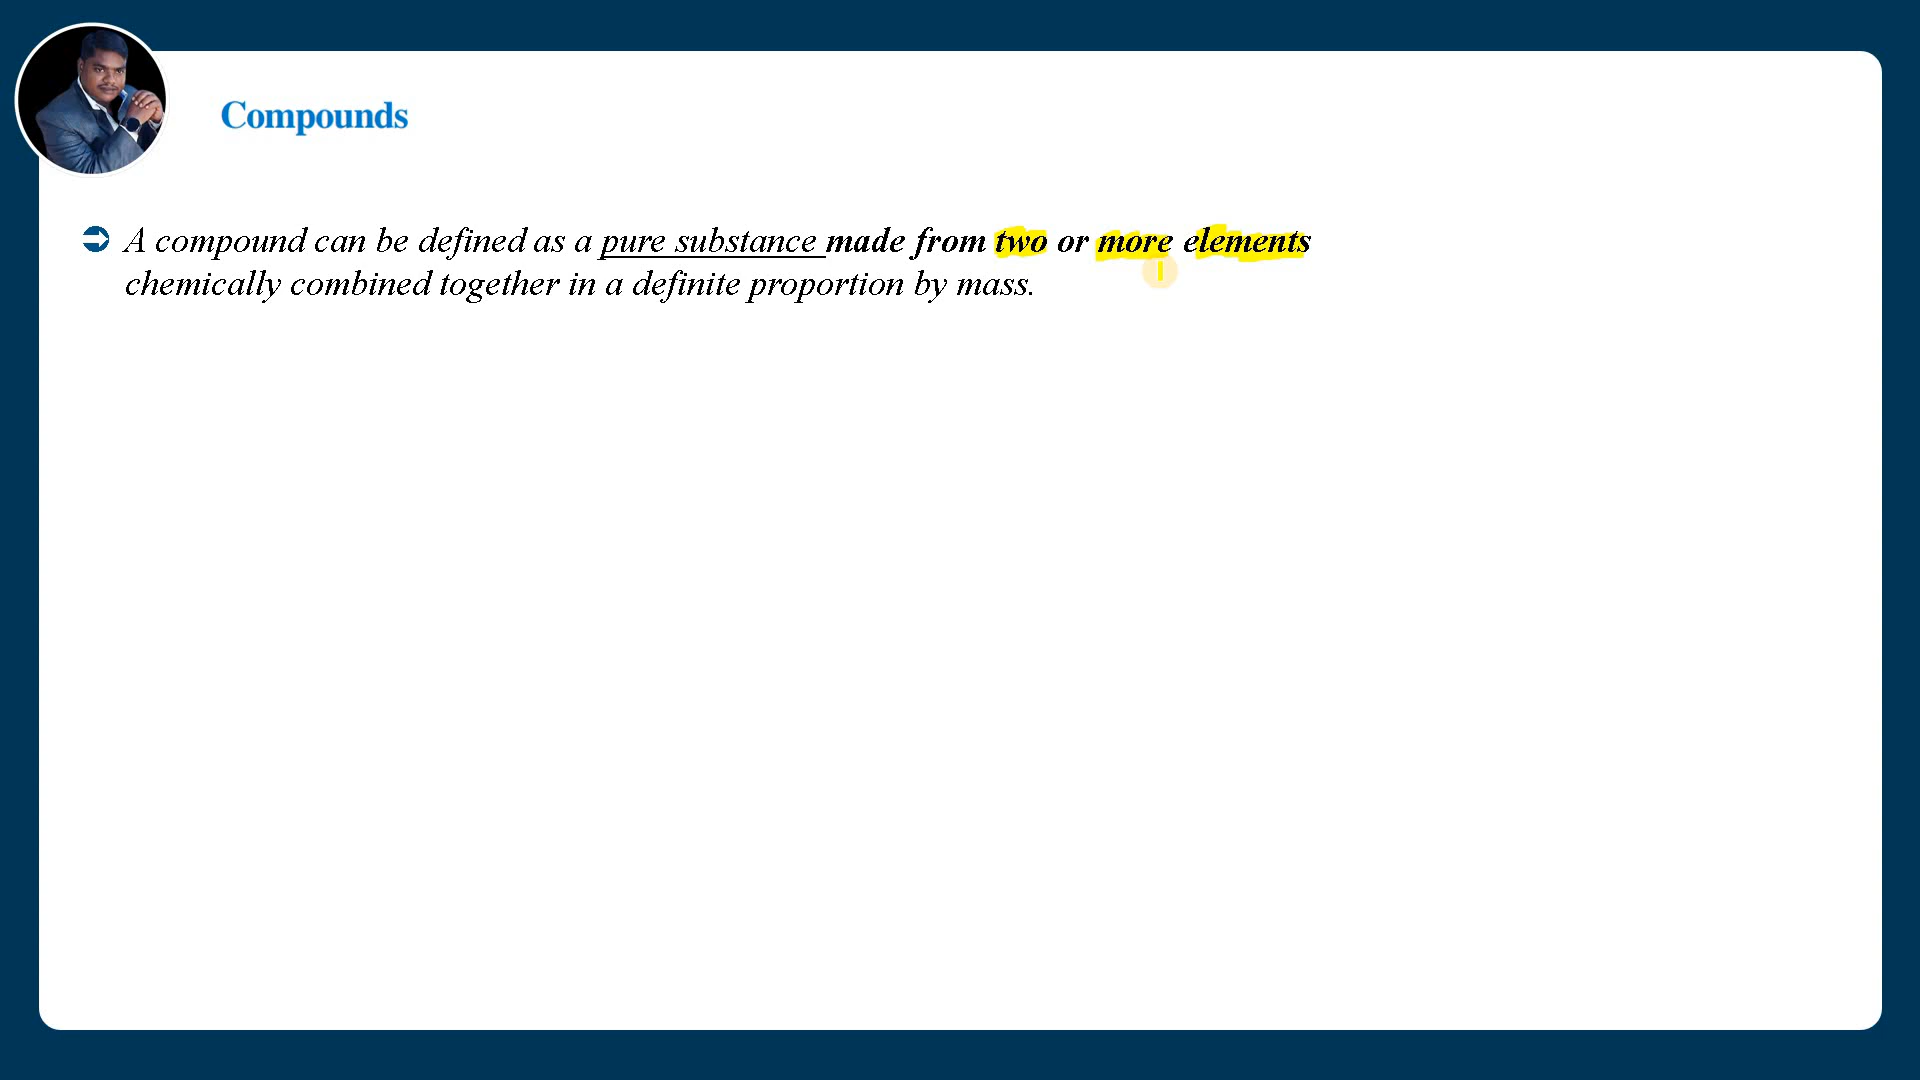 Compounds
A compound can be defined as a pure substance made from two or more elements
chemically combined together in a definite proportion by mass.